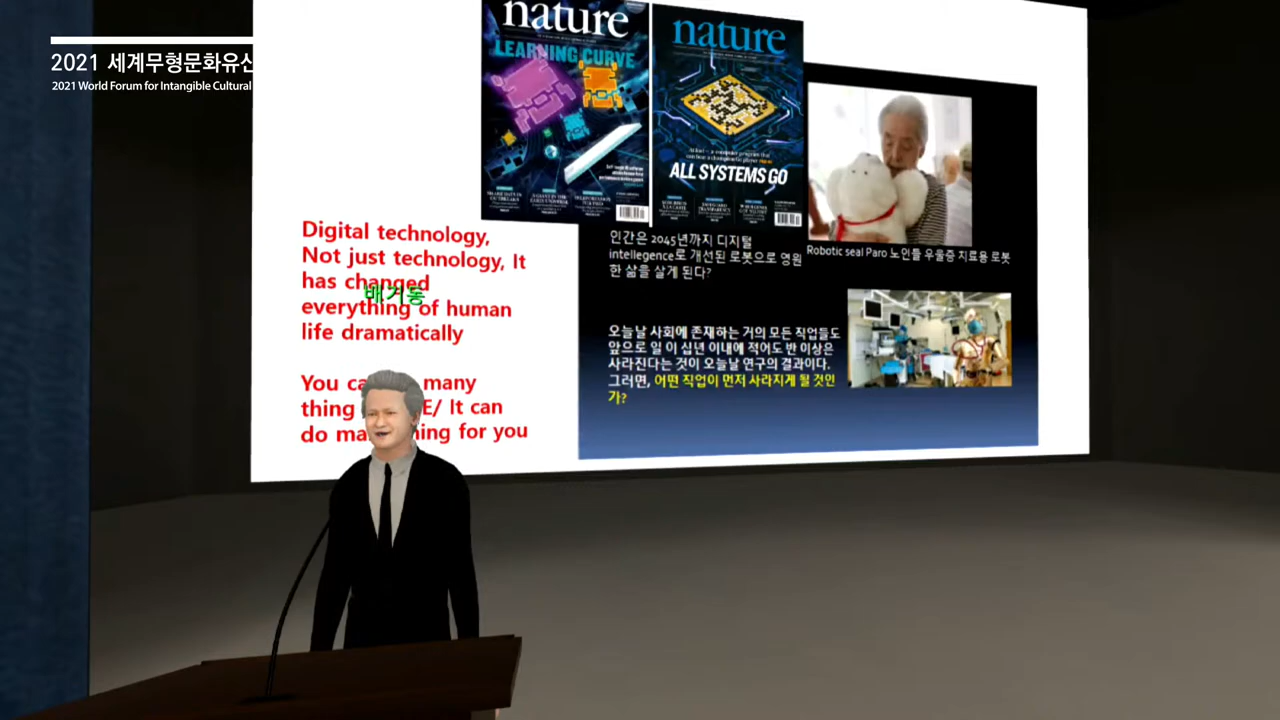 2021 세계무형문화유산
2021 World Forum for Intangible Cultural
nature
LEARNING CURVE
nature
ALL SYSTEMS GO
Digital technology,
Not just technology, It
has changed
everything of human
life dramatically
배기동
You ca many
thing E/ It can
do ma hing for you
인간은 2045년까지 디지털
intellegence로 개선된 로봇으로 영원
한 삶을 살게 된다?
Robotic seal Paro 노인들 우울증 치료용 로봇
오늘날 사회에 존재하는 거의 모든 직업들도
앞으로 일 이 십년 이내에 적어도 반 이상은
사라진다는 것이 오늘날 연구의 결과이다.
그러면, 어떤 직업이 먼저 사라지게 될 것인
가?